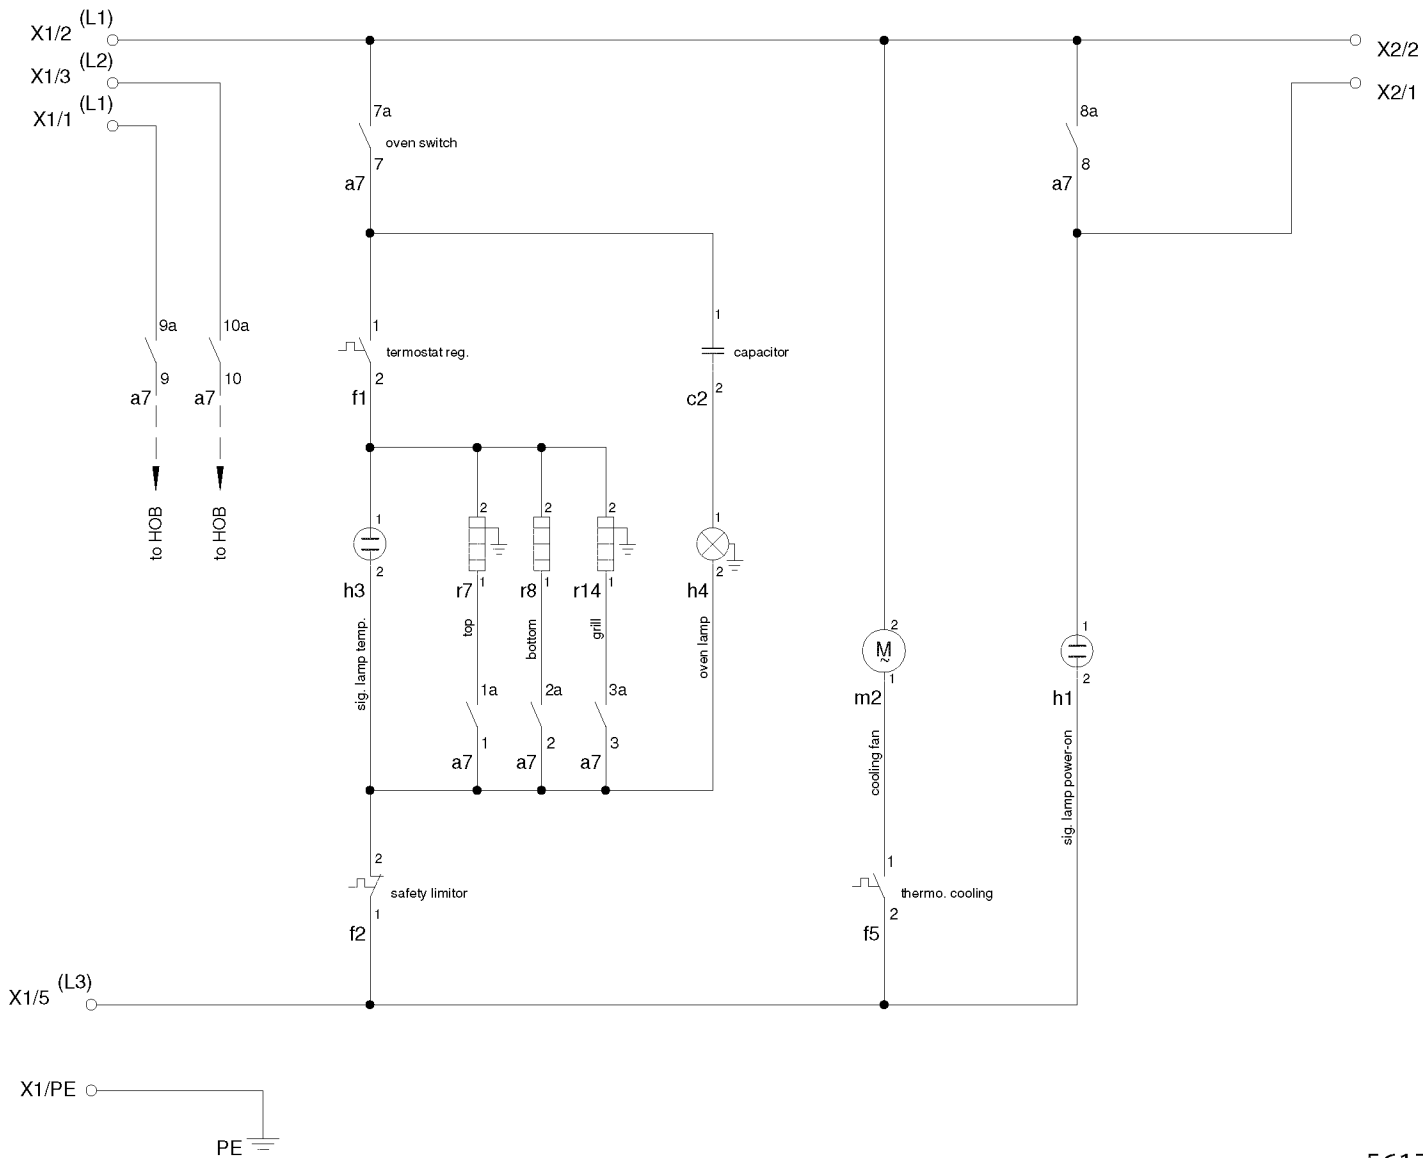 X1/2 (L1)
X1/3 (L2)
X1/1 (L1)
X2/2
X2/1
7a
oven switch
7
a7
8a
8
a7
9a
9
a7
10a
10
a7
to HOB
to HOB
1
termostat reg.
2
f1
1
capacitor
2
c2
1
2
h3
sig. lamp temp.
2
1
r7
top
2
1
r8
bottom
2
1
r14
grill
1
2
h4
oven lamp
1a
1
a7
2a
2
a7
3a
3
a7
2
M
~
1
m2
cooling fan
1
2
h1
sig. lamp power-on
2
safety limitor
1
f2
1
thermo. cooling
2
f5
X1/5 (L3)
X1/PE
PE